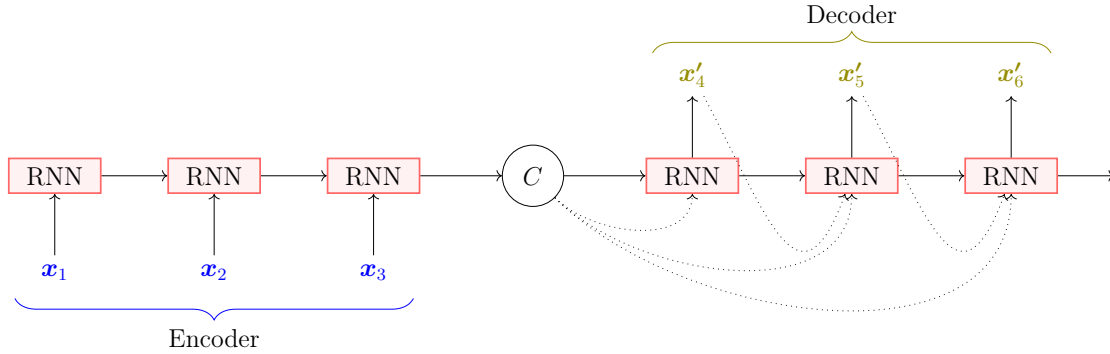 Decoder
x′₄ x′₅ x′₆
RNN RNN RNN C RNN RNN RNN
x₁ x₂ x₃
Encoder